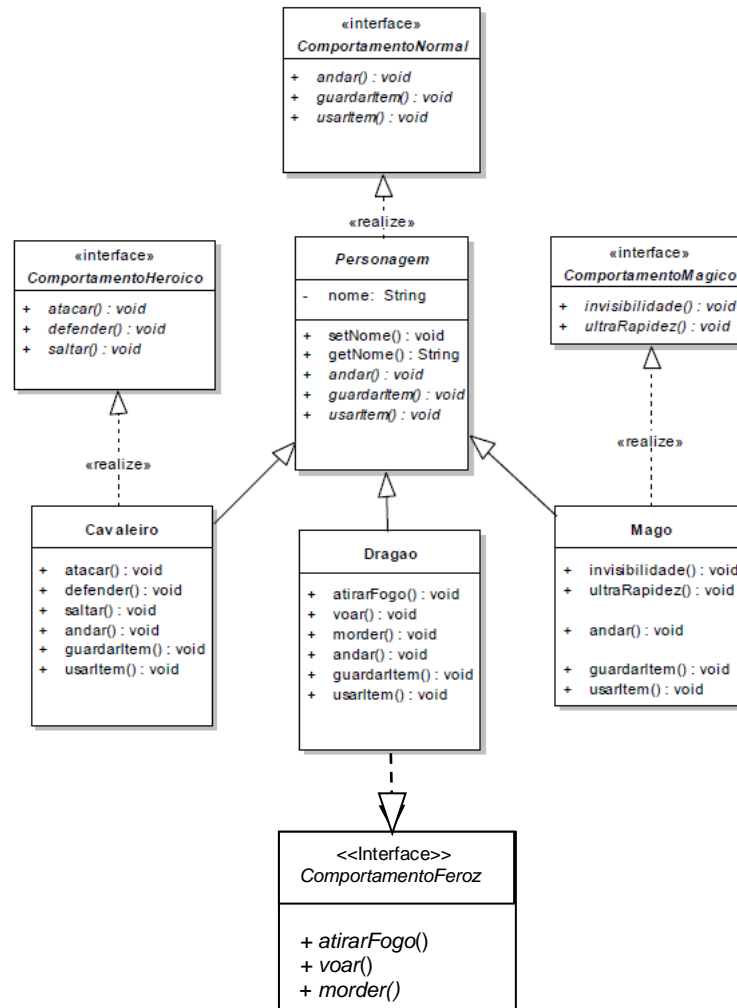 «interface»
ComportamentoNormal
+ andar() : void
+ guardarItem() : void
+ usarItem() : void
«realize»
«interface»
ComportamentoHeroico
+ atacar() : void
+ defender() : void
+ saltar() : void
Personagem
- nome: String
+ setNome() : void
+ getNome() : String
+ andar() : void
+ guardarItem() : void
+ usarItem() : void
«interface»
ComportamentoMagico
+ invisibilidade() : void
+ ultraRapidez() : void
«realize»
«realize»
Cavaleiro
+ atacar() : void
+ defender() : void
+ saltar() : void
+ andar() : void
+ guardarItem() : void
+ usarItem() : void
Dragao
+ atirarFogo() : void
+ voar() : void
+ morder() : void
+ andar() : void
+ guardarItem() : void
+ usarItem() : void
Mago
+ invisibilidade() : void
+ ultraRapidez() : void
+ andar() : void
+ guardarItem() : void
+ usarItem() : void
<<Interface>>
ComportamentoFeroz
+ atirarFogo()
+ voar()
+ morder()